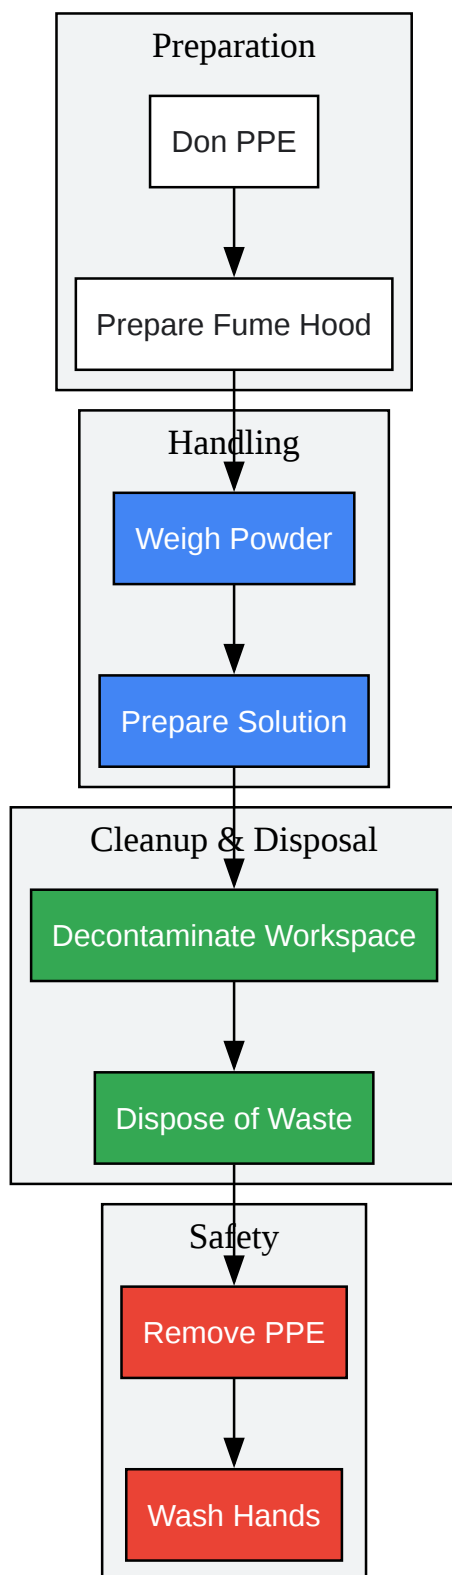 Preparation
Don PPE
Prepare Fume Hood
Handling
Weigh Powder
Prepare Solution
Cleanup & Disposal
Decontaminate Workspace
Dispose of Waste
Safety
Remove PPE
Wash Hands